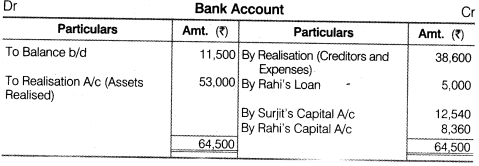 Dr Bank Account Cr
Particulars Amt. (₹) Particulars Amt. (₹)
To Balance b/d 11,500 By Realisation (Creditors and 38,600
Expenses)
To Realisation A/c (Assets 53,000 By Rahi's Loan 5,000
Realised)
By Surjit's Capital A/c 12,540
By Rahi's Capital A/c 8,360
64,500 64,500